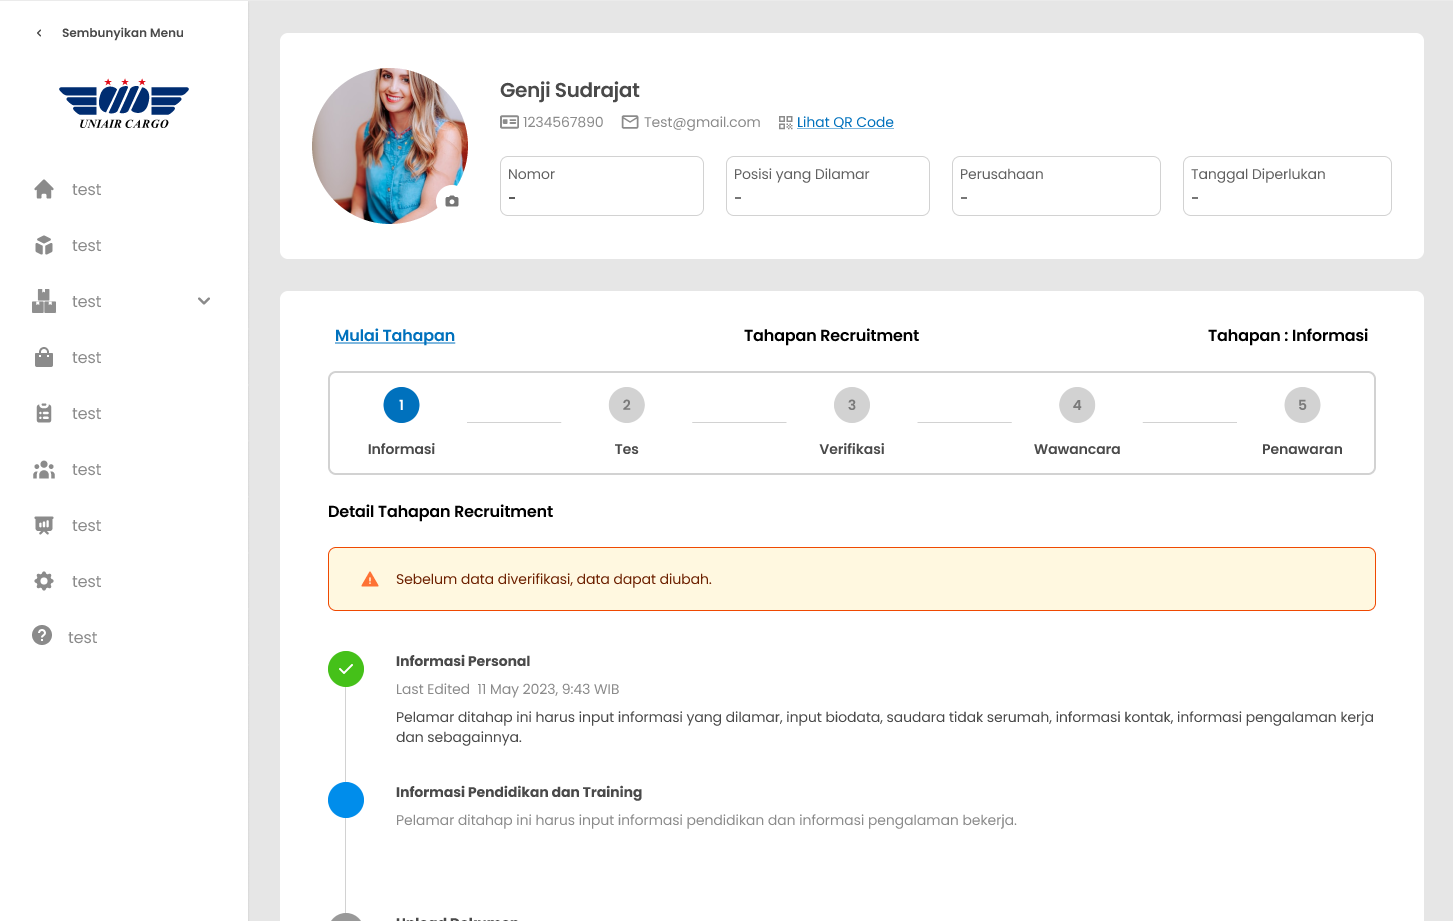 Sembunyikan Menu
UNIAIR CARGO
test
test
test
test
test
test
test
test
test
Genji Sudrajat
1234567890 Test@gmail.com Lihat QR Code
Nomor
-
Posisi yang Dilamar
-
Perusahaan
-
Tanggal Diperlukan
-
Mulai Tahapan
Tahapan Recruitment
Tahapan : Informasi
1
Informasi
2
Tes
3
Verifikasi
4
Wawancara
5
Penawaran
Detail Tahapan Recruitment
Sebelum data diverifikasi, data dapat diubah.
Informasi Personal
Last Edited 11 May 2023, 9:43 WIB
Pelamar ditahap ini harus input informasi yang dilamar, input biodata, saudara tidak serumah, informasi kontak, informasi pengalaman kerja
dan sebagainnya.
Informasi Pendidikan dan Training
Pelamar ditahap ini harus input informasi pendidikan dan informasi pengalaman bekerja.